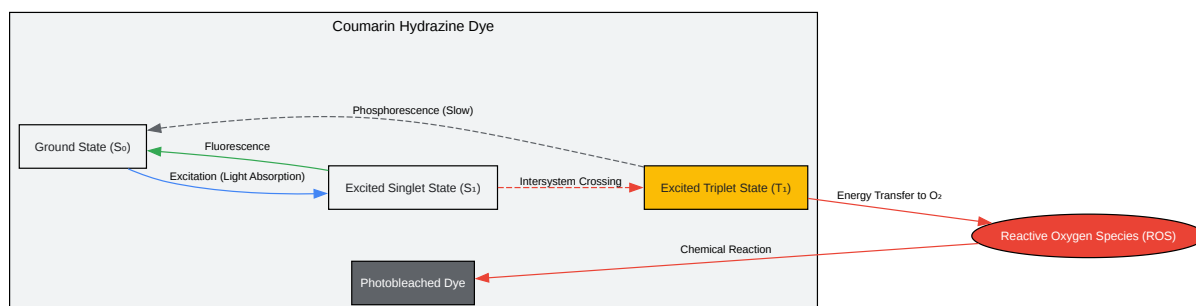 Coumarin Hydrazine Dye
Phosphorescence (Slow)
Ground State (S₀)
Fluorescence
Excitation (Light Absorption)
Excited Singlet State (S₁)
Intersystem Crossing
Excited Triplet State (T₁)
Energy Transfer to O₂
Reactive Oxygen Species (ROS)
Chemical Reaction
Photobleached Dye